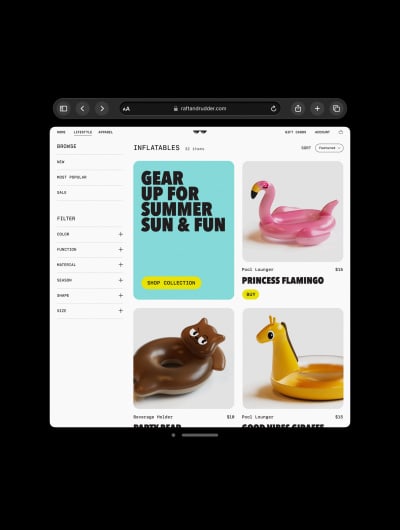 AA
raftandrudder.com
HOME LIFESTYLE APPAREL
GIFT CARDS ACCOUNT
BROWSE
NEW
MOST POPULAR
SALE
FILTER
COLOR
FUNCTION
MATERIAL
SEASON
SHAPE
SIZE
INFLATABLES 32 items
SORT Featured
GEAR
UP FOR
SUMMER
SUN & FUN
SHOP COLLECTION
Pool Lounger $18
PRINCESS FLAMINGO
BUY
Beverage Holder $10
PARTY BEAR
Pool Lounger $18
GOOD VIBES GIRAFFE